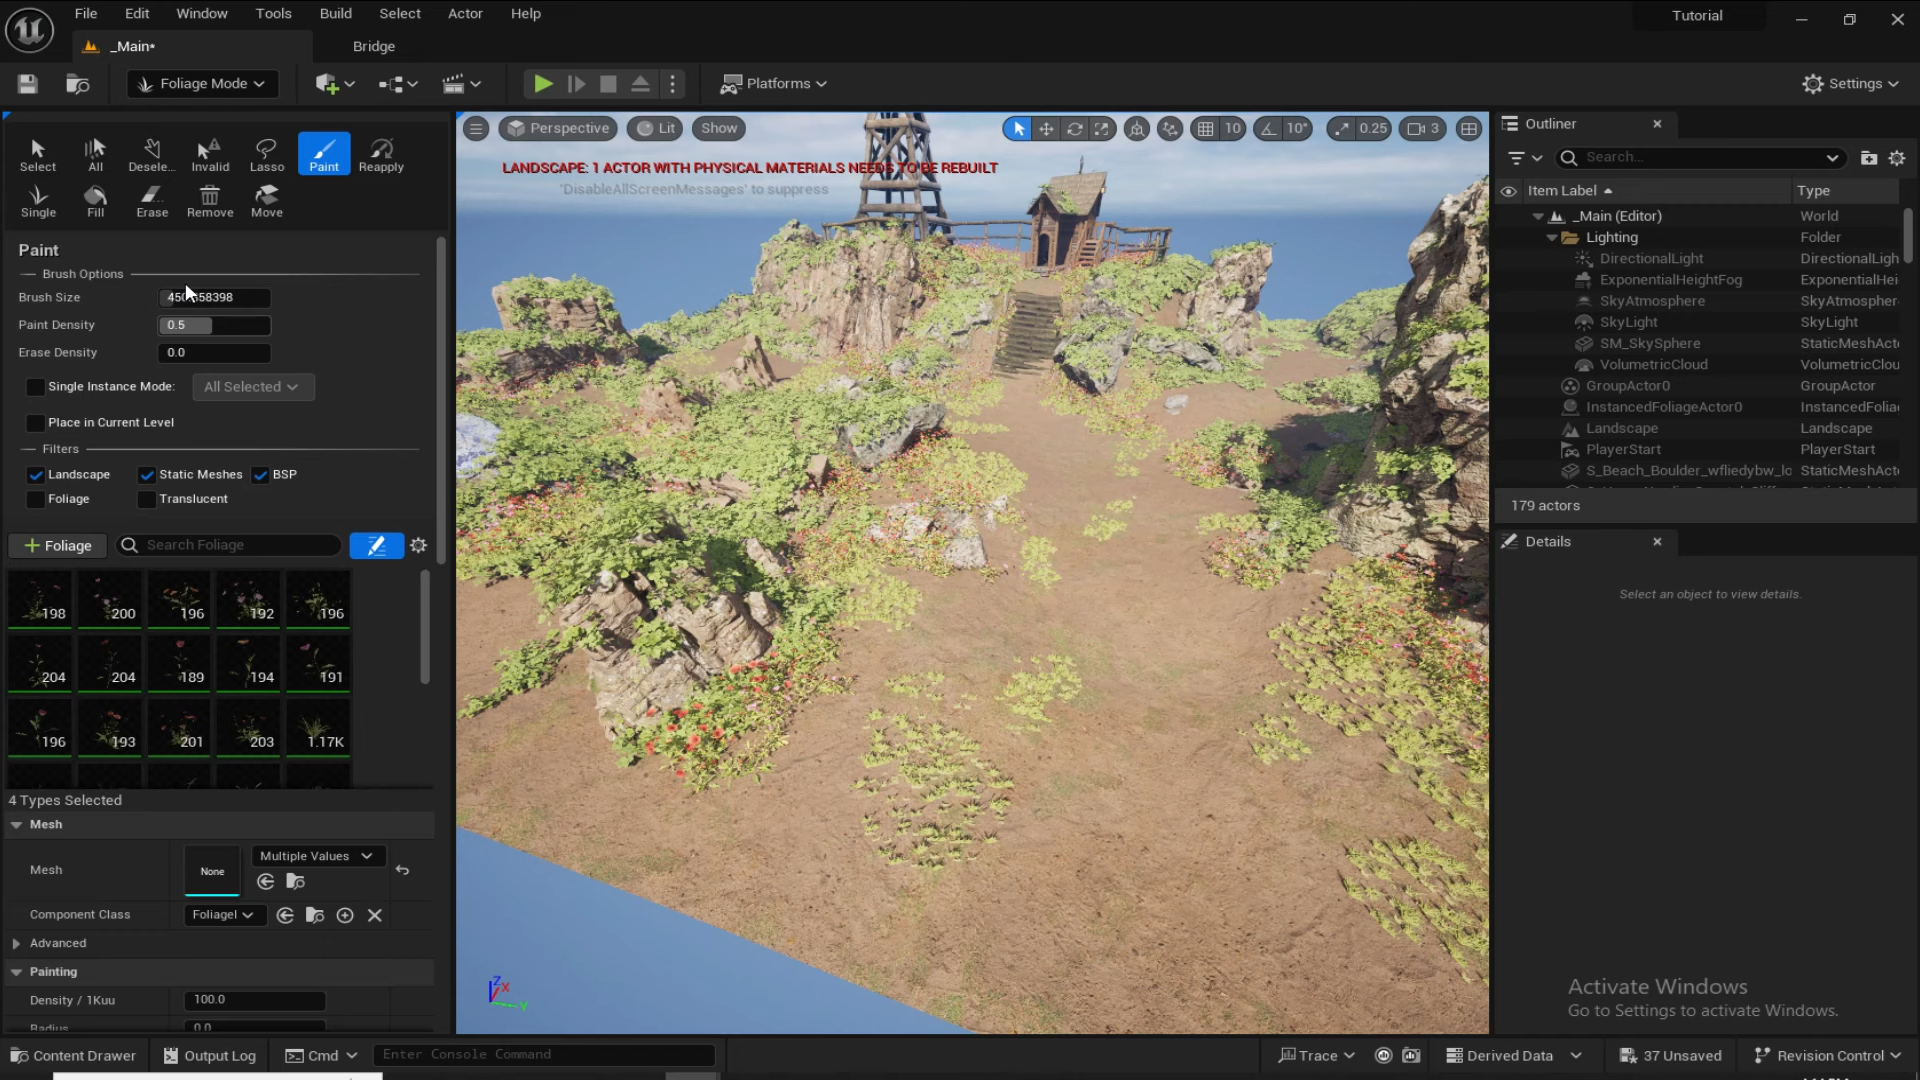 File Edit Window Tools Build Select Actor Help
Tutorial
_Main•
Bridge
Foliage Mode
Platforms
Settings
Select All Desele... Invalid Lasso Paint Reapply
Single Fill Erase Remove Move
Paint
Brush Options
Brush Size
Paint Density 0.5
Erase Density 0.0
Single Instance Mode: All Selected
Place in Current Level
Filters
Landscape Static Meshes BSP
Foliage Translucent
+ Foliage Search Foliage
198 200 196 192 196
204 204 189 194 191
196 193 201 203 1.17K
4 Types Selected
Mesh
Mesh None Multiple Values
Component Class Foliagel
Advanced
Painting
Density / 1Kuu 100.0
Radius 0.0
Perspective Lit Show
10 10° 0.25 3
LANDSCAPE: 1 ACTOR WITH PHYSICAL MATERIALS NEEDS TO BE REBUILT
'DisableAllScreenMessages' to suppress
Z X Y
Outliner
Search...
Item Label Type
_Main (Editor) World
Lighting Folder
DirectionalLight DirectionalLigh
ExponentialHeightFog ExponentialHei
SkyAtmosphere SkyAtmospher
SkyLight SkyLight
SM_SkySphere StaticMeshActo
VolumetricCloud VolumetricClou
GroupActor0 GroupActor
InstancedFoliageActor0 InstancedFolia
Landscape Landscape
PlayerStart PlayerStart
S_Beach_Boulder_wfliedybw_lo StaticMeshActo
179 actors
Details
Select an object to view details.
Activate Windows
Go to Settings to activate Windows.
Content Drawer Output Log Cmd Enter Console Command
Trace Derived Data 37 Unsaved Revision Control